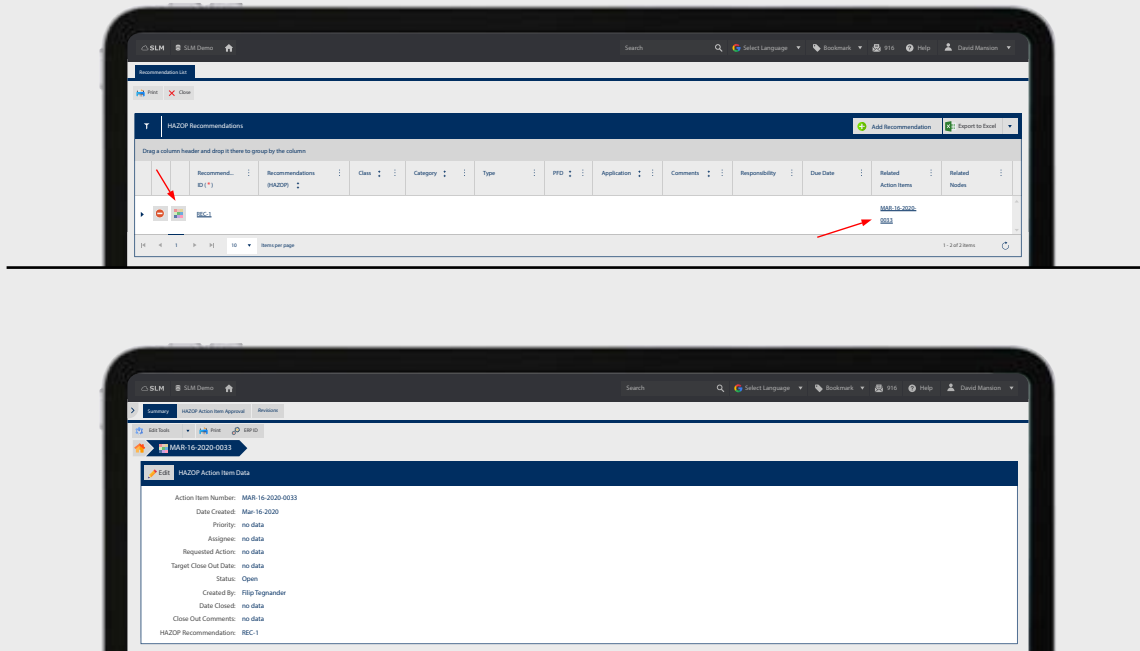 SLM SLM Demo Search Select Language Bookmark 916 Help David Mansion
Recommendation List
Print Close
HAZOP Recommendations Add Recommendation Export to Excel
Drag a column header and drop it there to group by the column
Recommend... Recommendations Class Category Type PFD Application Comments Responsibility Due Date Related Related
ID (*) (HAZOP) Action Items Nodes
REC-1 MAR-16-2020-
0033
1 10 Items per page 1 - 2 of 2 items
SLM SLM Demo Search Select Language Bookmark 916 Help David Mansion
Summary HAZOP Action Item Approval Revisions
Edit Tools Print ERP ID
MAR-16-2020-0033
Edit HAZOP Action Item Data
Action Item Number: MAR-16-2020-0033
Date Created: Mar-16-2020
Priority: no data
Assignee: no data
Requested Action: no data
Target Close Out Date: no data
Status: Open
Created By: Filip Tegnander
Date Closed: no data
Close Out Comments: no data
HAZOP Recommendation: REC-1